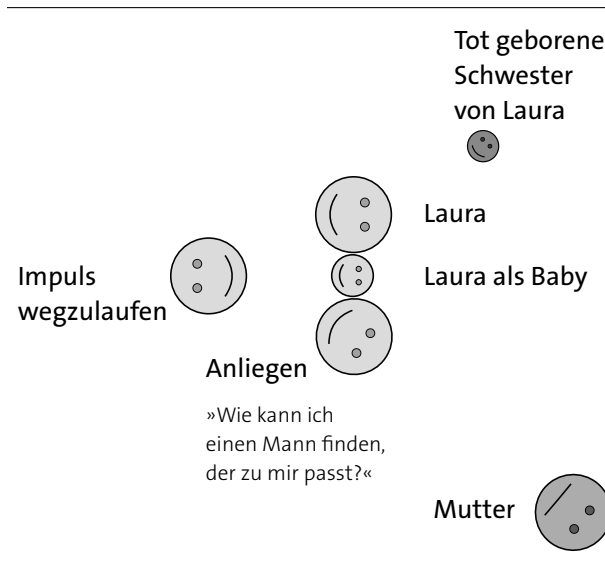 Tot geborene
Schwester
von Laura
Laura
Impuls
wegzulaufen
Laura als Baby
Anliegen
»Wie kann ich
einen Mann finden,
der zu mir passt?«
Mutter